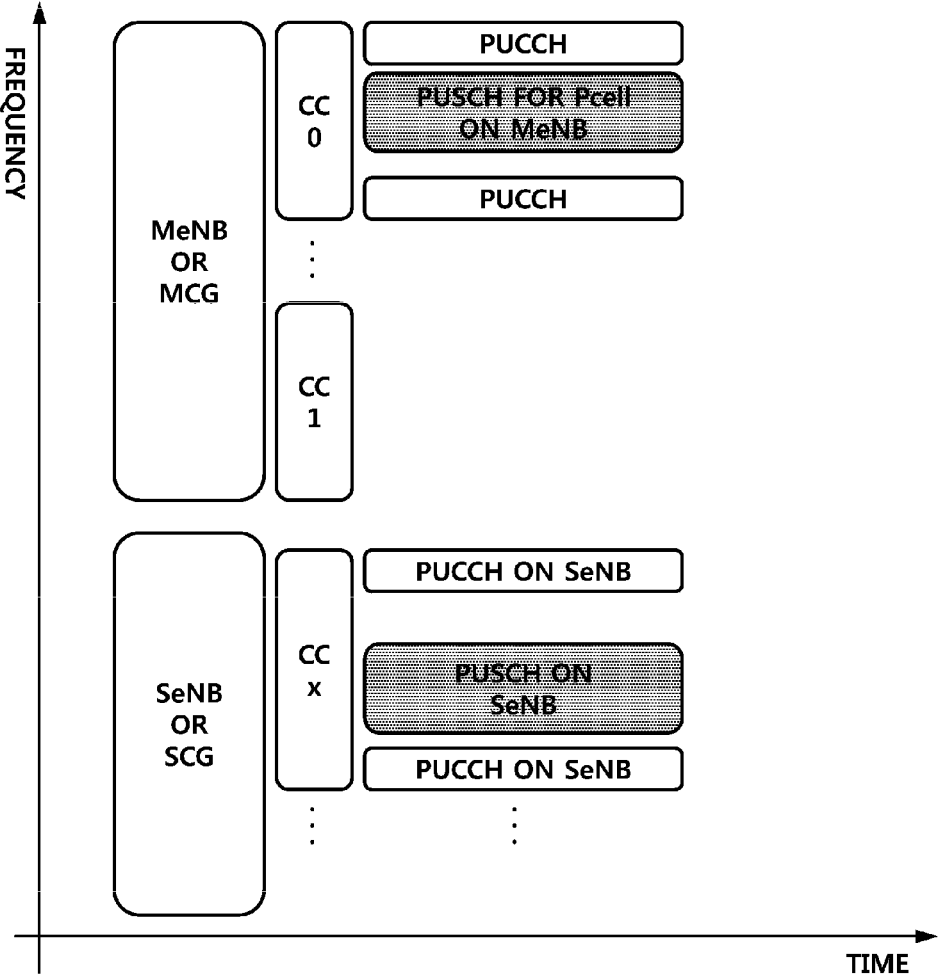 FREQUENCY
MeNB
OR
MCG
CC
0
PUCCH
PUSCH FOR Pcell
ON MeNB
PUCCH
CC
1
SeNB
OR
SCG
CC
x
PUCCH ON SeNB
PUSCH ON
SeNB
PUCCH ON SeNB
TIME